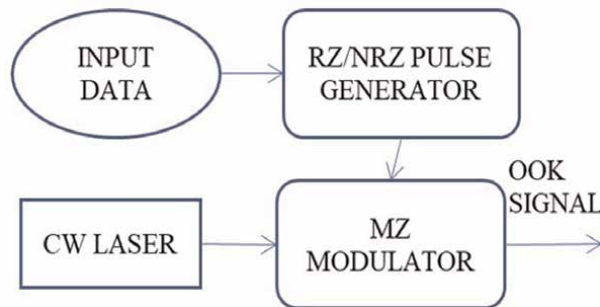 INPUT
DATA
RZ/NRZ PULSE
GENERATOR
OOK
SIGNAL
CW LASER
MZ
MODULATOR